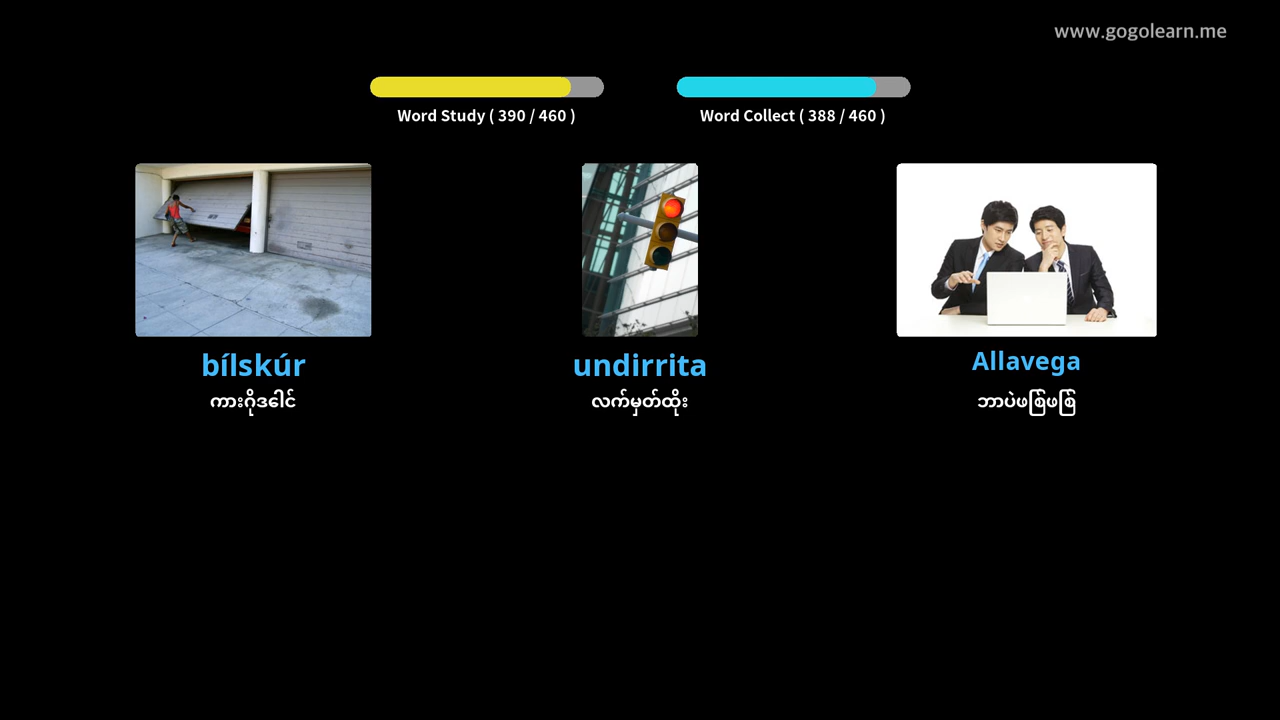 www.gogolearn.me
Word Study ( 390 / 460 )
Word Collect ( 388 / 460 )
bílskúr
undirrita
Allavega
ကားဂိုဒေါင်
လက်မှတ်ထိုး
ဘာပဲဖစ်ြဖစ်ြ